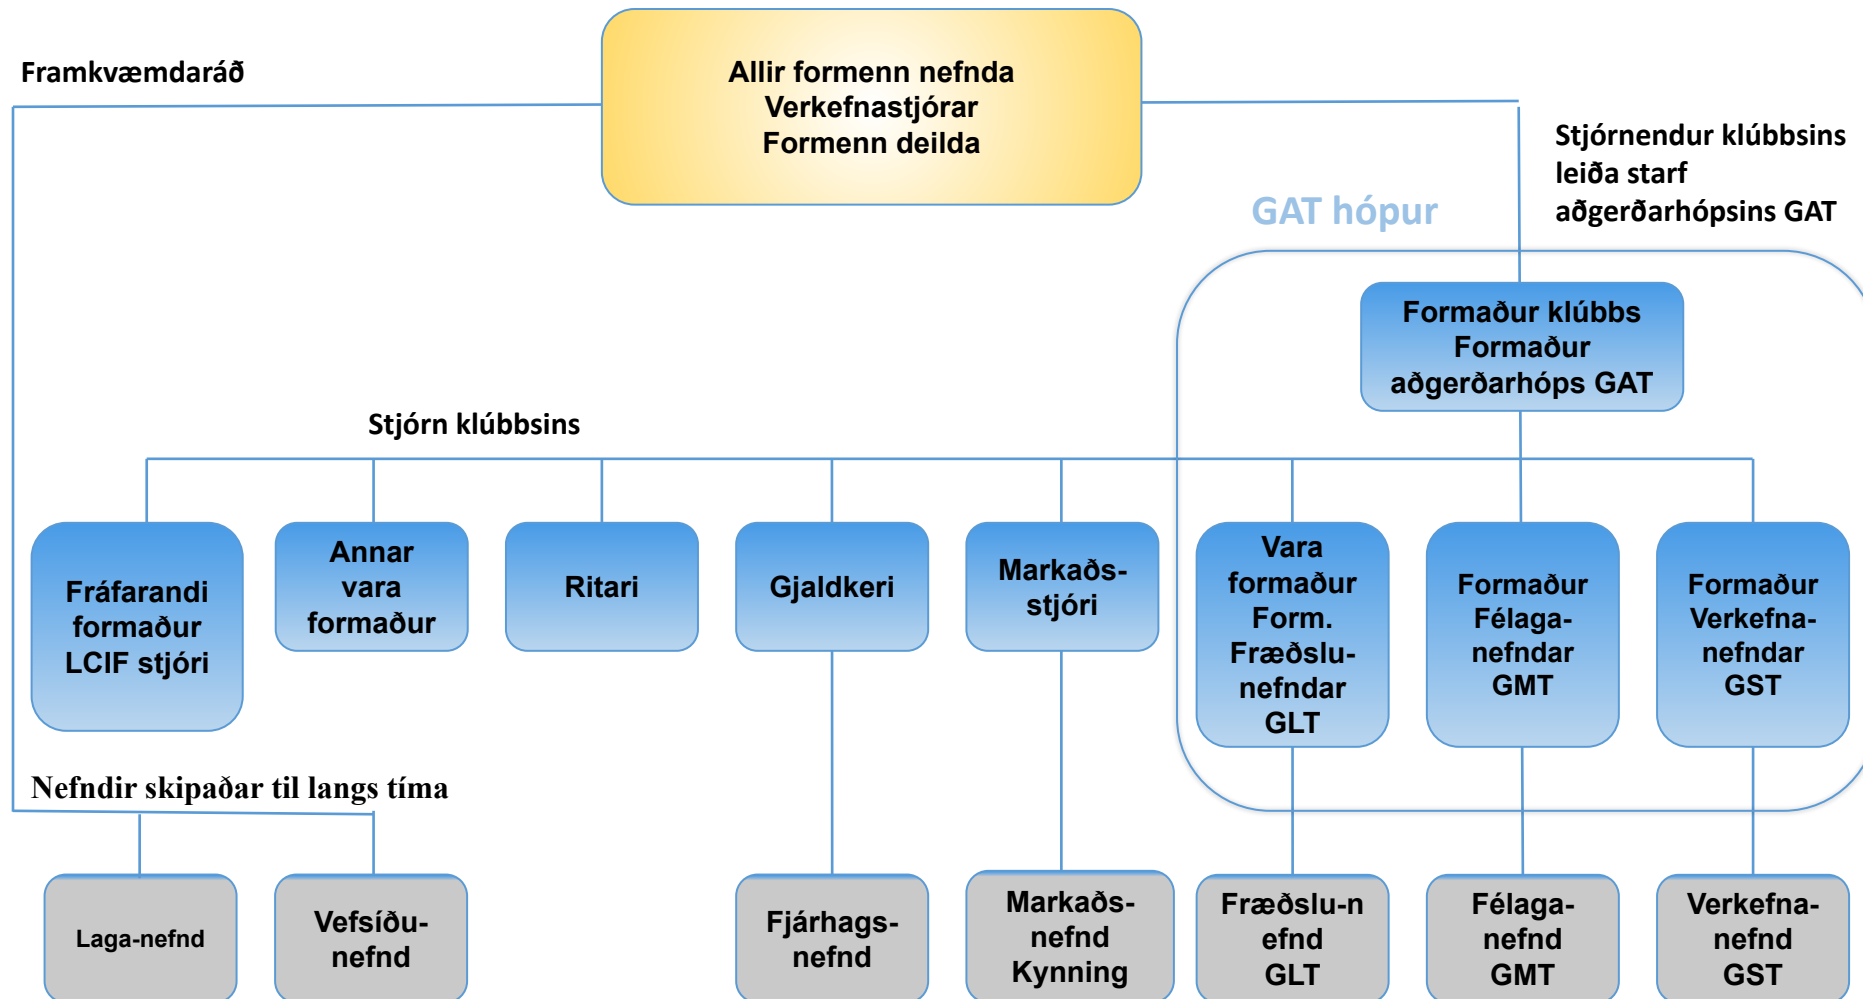 Framkvæmdaráð
Allir formenn nefnda
Verkefnastjórar
Formenn deilda
Stjórnendur klúbbsins
leiða starf
aðgerðarhópsins GAT
GAT hópur
Formaður klúbbs
Formaður
aðgerðarhóps GAT
Stjórn klúbbsins
Fráfarandi
formaður
LCIF stjóri
Annar
vara
formaður
Ritari
Gjaldkeri
Markaðs-
stjóri
Vara
formaður
Form.
Fræðslu-
nefndar
GLT
Formaður
Félaga-
nefndar
GMT
Formaður
Verkefna-
nefndar
GST
Nefndir skipaðar til langs tíma
Laga-nefnd
Vefsíðu-
nefnd
Fjárhags-
nefnd
Markaðs-
nefnd
Kynning
Fræðslu-n
efnd
GLT
Félaga-
nefnd
GMT
Verkefna-
nefnd
GST